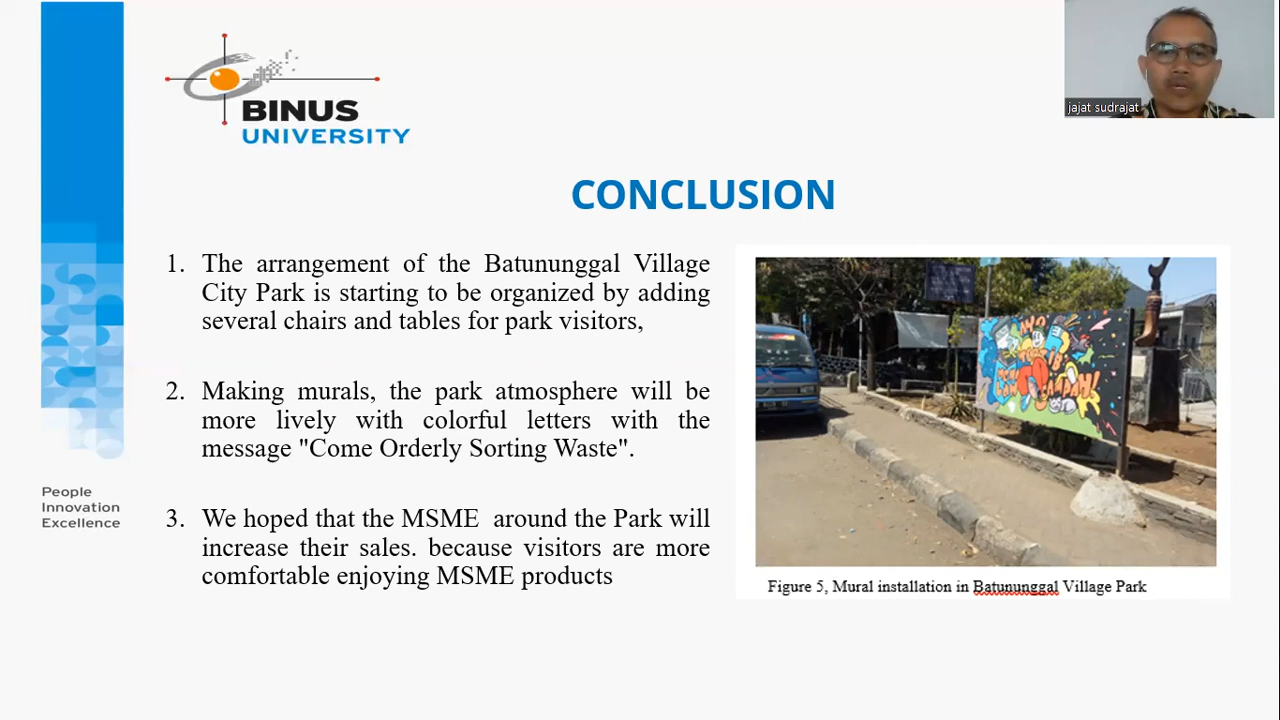 BINUS
UNIVERSITY
jajat sudrajat
CONCLUSION
1. The arrangement of the Batununggal Village
City Park is starting to be organized by adding
several chairs and tables for park visitors,
2. Making murals, the park atmosphere will be
more lively with colorful letters with the
message "Come Orderly Sorting Waste".
3. We hoped that the MSME around the Park will
increase their sales. because visitors are more
comfortable enjoying MSME products
People
Innovation
Excellence
Figure 5, Mural installation in Batununggal Village Park